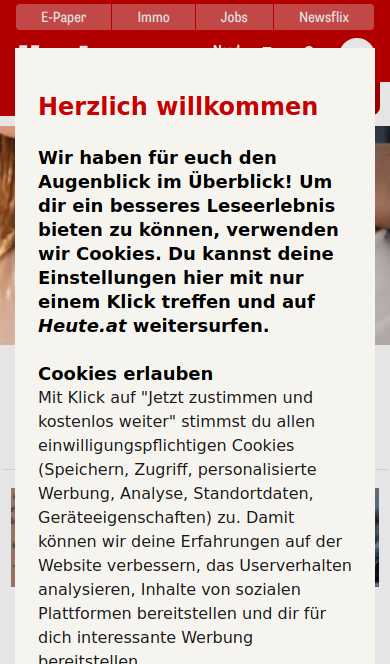 E-Paper Immo Jobs Newsflix
Herzlich willkommen
Wir haben für euch den
Augenblick im Überblick! Um
dir ein besseres Leseerlebnis
bieten zu können, verwenden
wir Cookies. Du kannst deine
Einstellungen hier mit nur
einem Klick treffen und auf
Heute.at weitersurfen.
Cookies erlauben
Mit Klick auf "Jetzt zustimmen und
kostenlos weiter" stimmst du allen
einwilligungspflichtigen Cookies
(Speichern, Zugriff, personalisierte
Werbung, Analyse, Standortdaten,
Geräteeigenschaften) zu. Damit
können wir deine Erfahrungen auf der
Website verbessern, das Userverhalten
analysieren, Inhalte von sozialen
Plattformen bereitstellen und dir für
dich interessante Werbung
bereitstellen